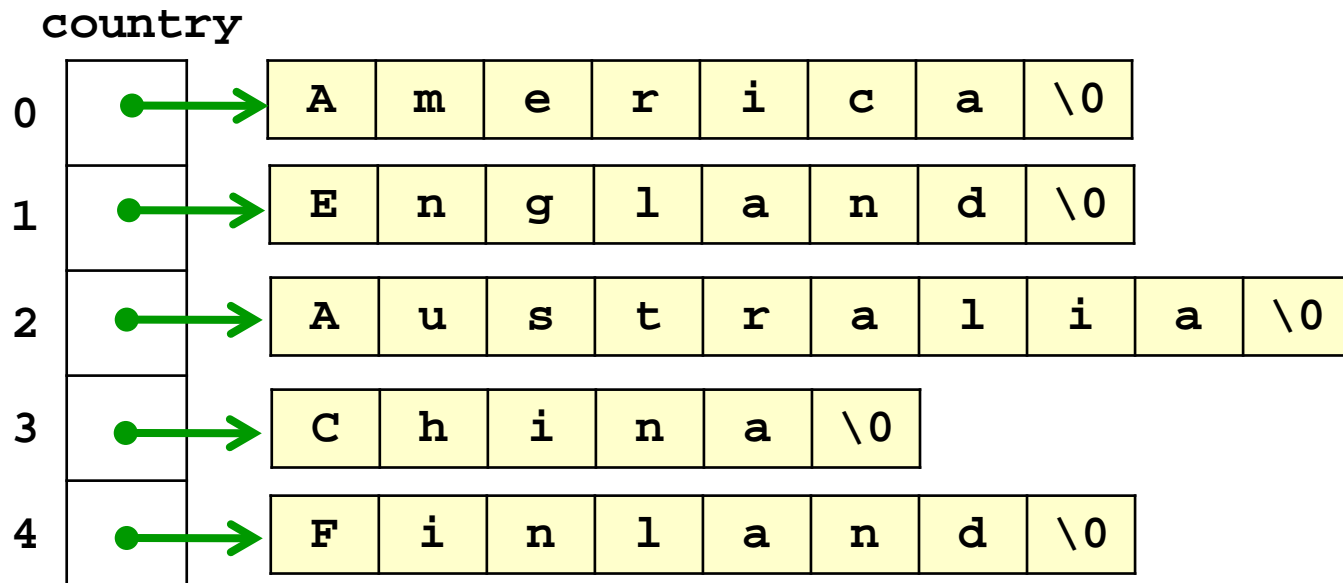 country
0 A m e r i c a \0
1 E n g l a n d \0
2 A u s t r a l i a \0
3 C h i n a \0
4 F i n l a n d \0